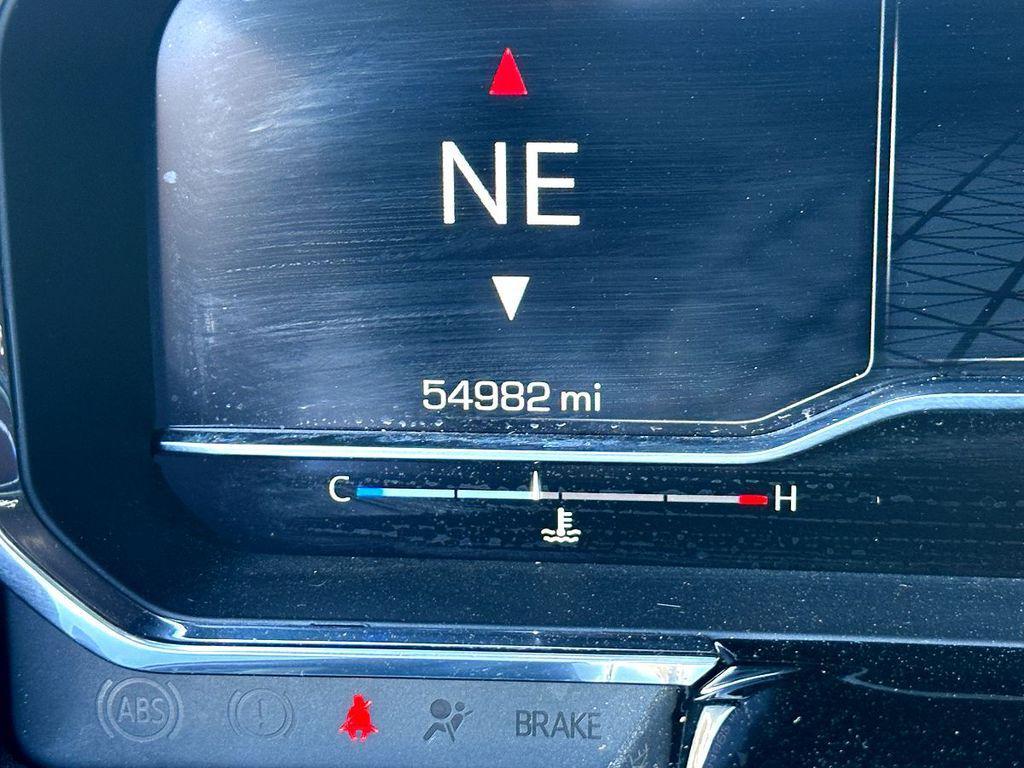 NE
54982 mi
C H
ABS ! BRAKE